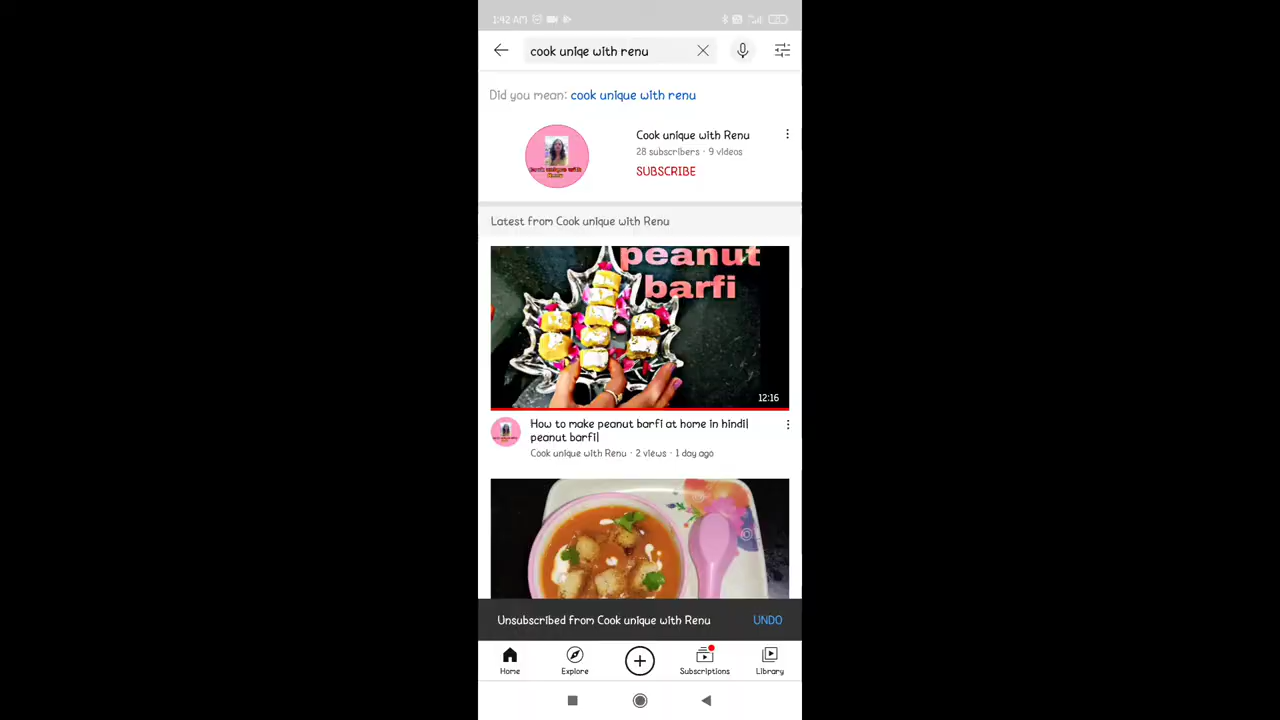 1:42 AM
cook uniqe with renu
Did you mean: cook unique with renu
Cook unique with Renu
28 subscribers · 9 videos
SUBSCRIBE
Latest from Cook unique with Renu
peanut
barfi
12:16
How to make peanut barfi at home in hindi|
peanut barfi|
Cook unique with Renu · 2 views · 1 day ago
Unsubscribed from Cook unique with Renu UNDO
Home Explore Subscriptions Library